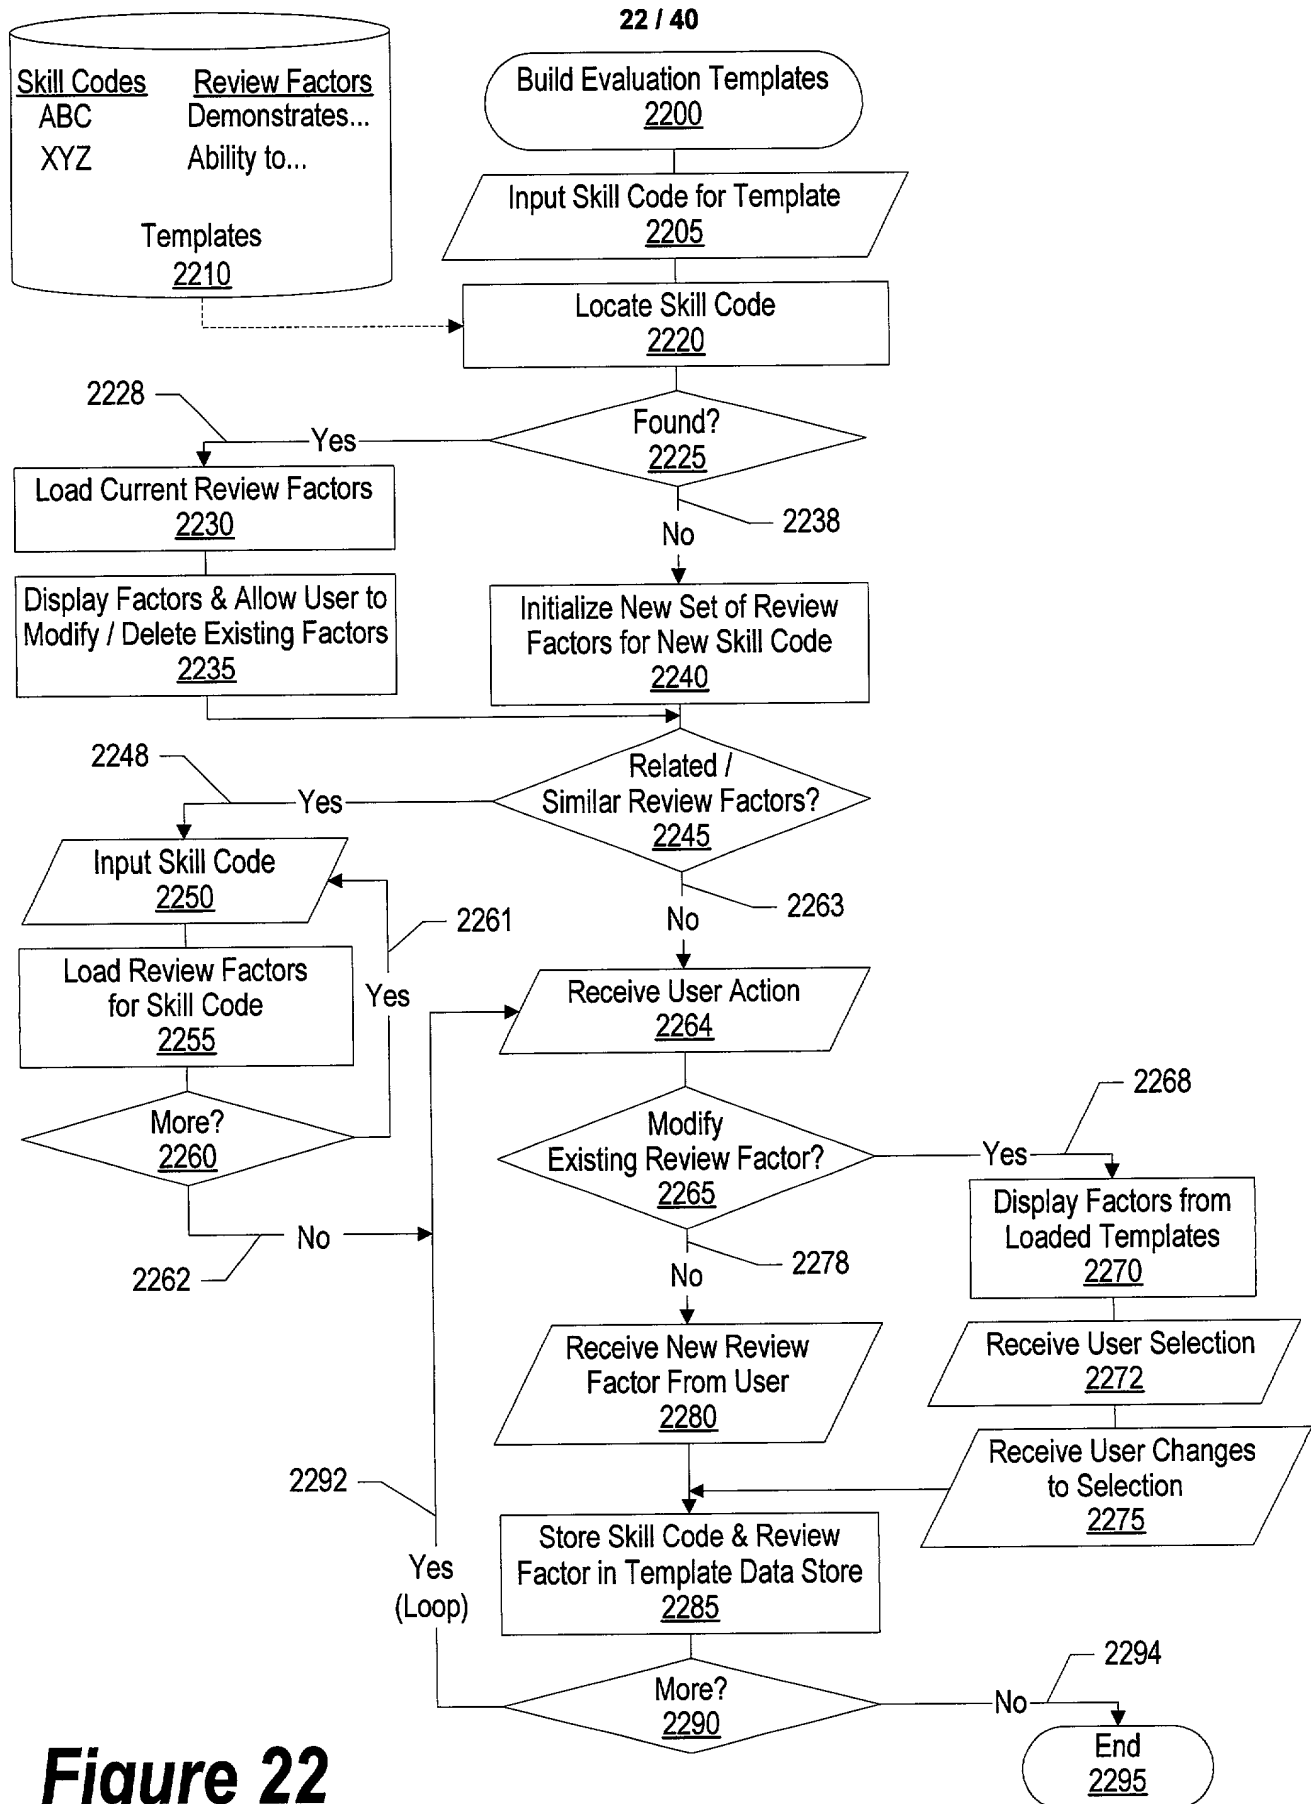 22 / 40
Skill Codes Review Factors
ABC Demonstrates...
XYZ Ability to...
Templates
2210
Build Evaluation Templates
2200
Input Skill Code for Template
2205
Locate Skill Code
2220
Found?
2225
2228
Yes
2238
No
Load Current Review Factors
2230
Display Factors & Allow User to
Modify / Delete Existing Factors
2235
Initialize New Set of Review
Factors for New Skill Code
2240
Related /
Similar Review Factors?
2245
2248
Yes
2263
No
Input Skill Code
2250
2261
Yes
Load Review Factors
for Skill Code
2255
More?
2260
No
2262
Receive User Action
2264
Modify
Existing Review Factor?
2265
2268
Yes
2278
No
Display Factors from
Loaded Templates
2270
Receive User Selection
2272
Receive User Changes
to Selection
2275
Receive New Review
Factor From User
2280
Store Skill Code & Review
Factor in Template Data Store
2285
2292
Yes
(Loop)
More?
2290
2294
No
End
2295
Figure 22